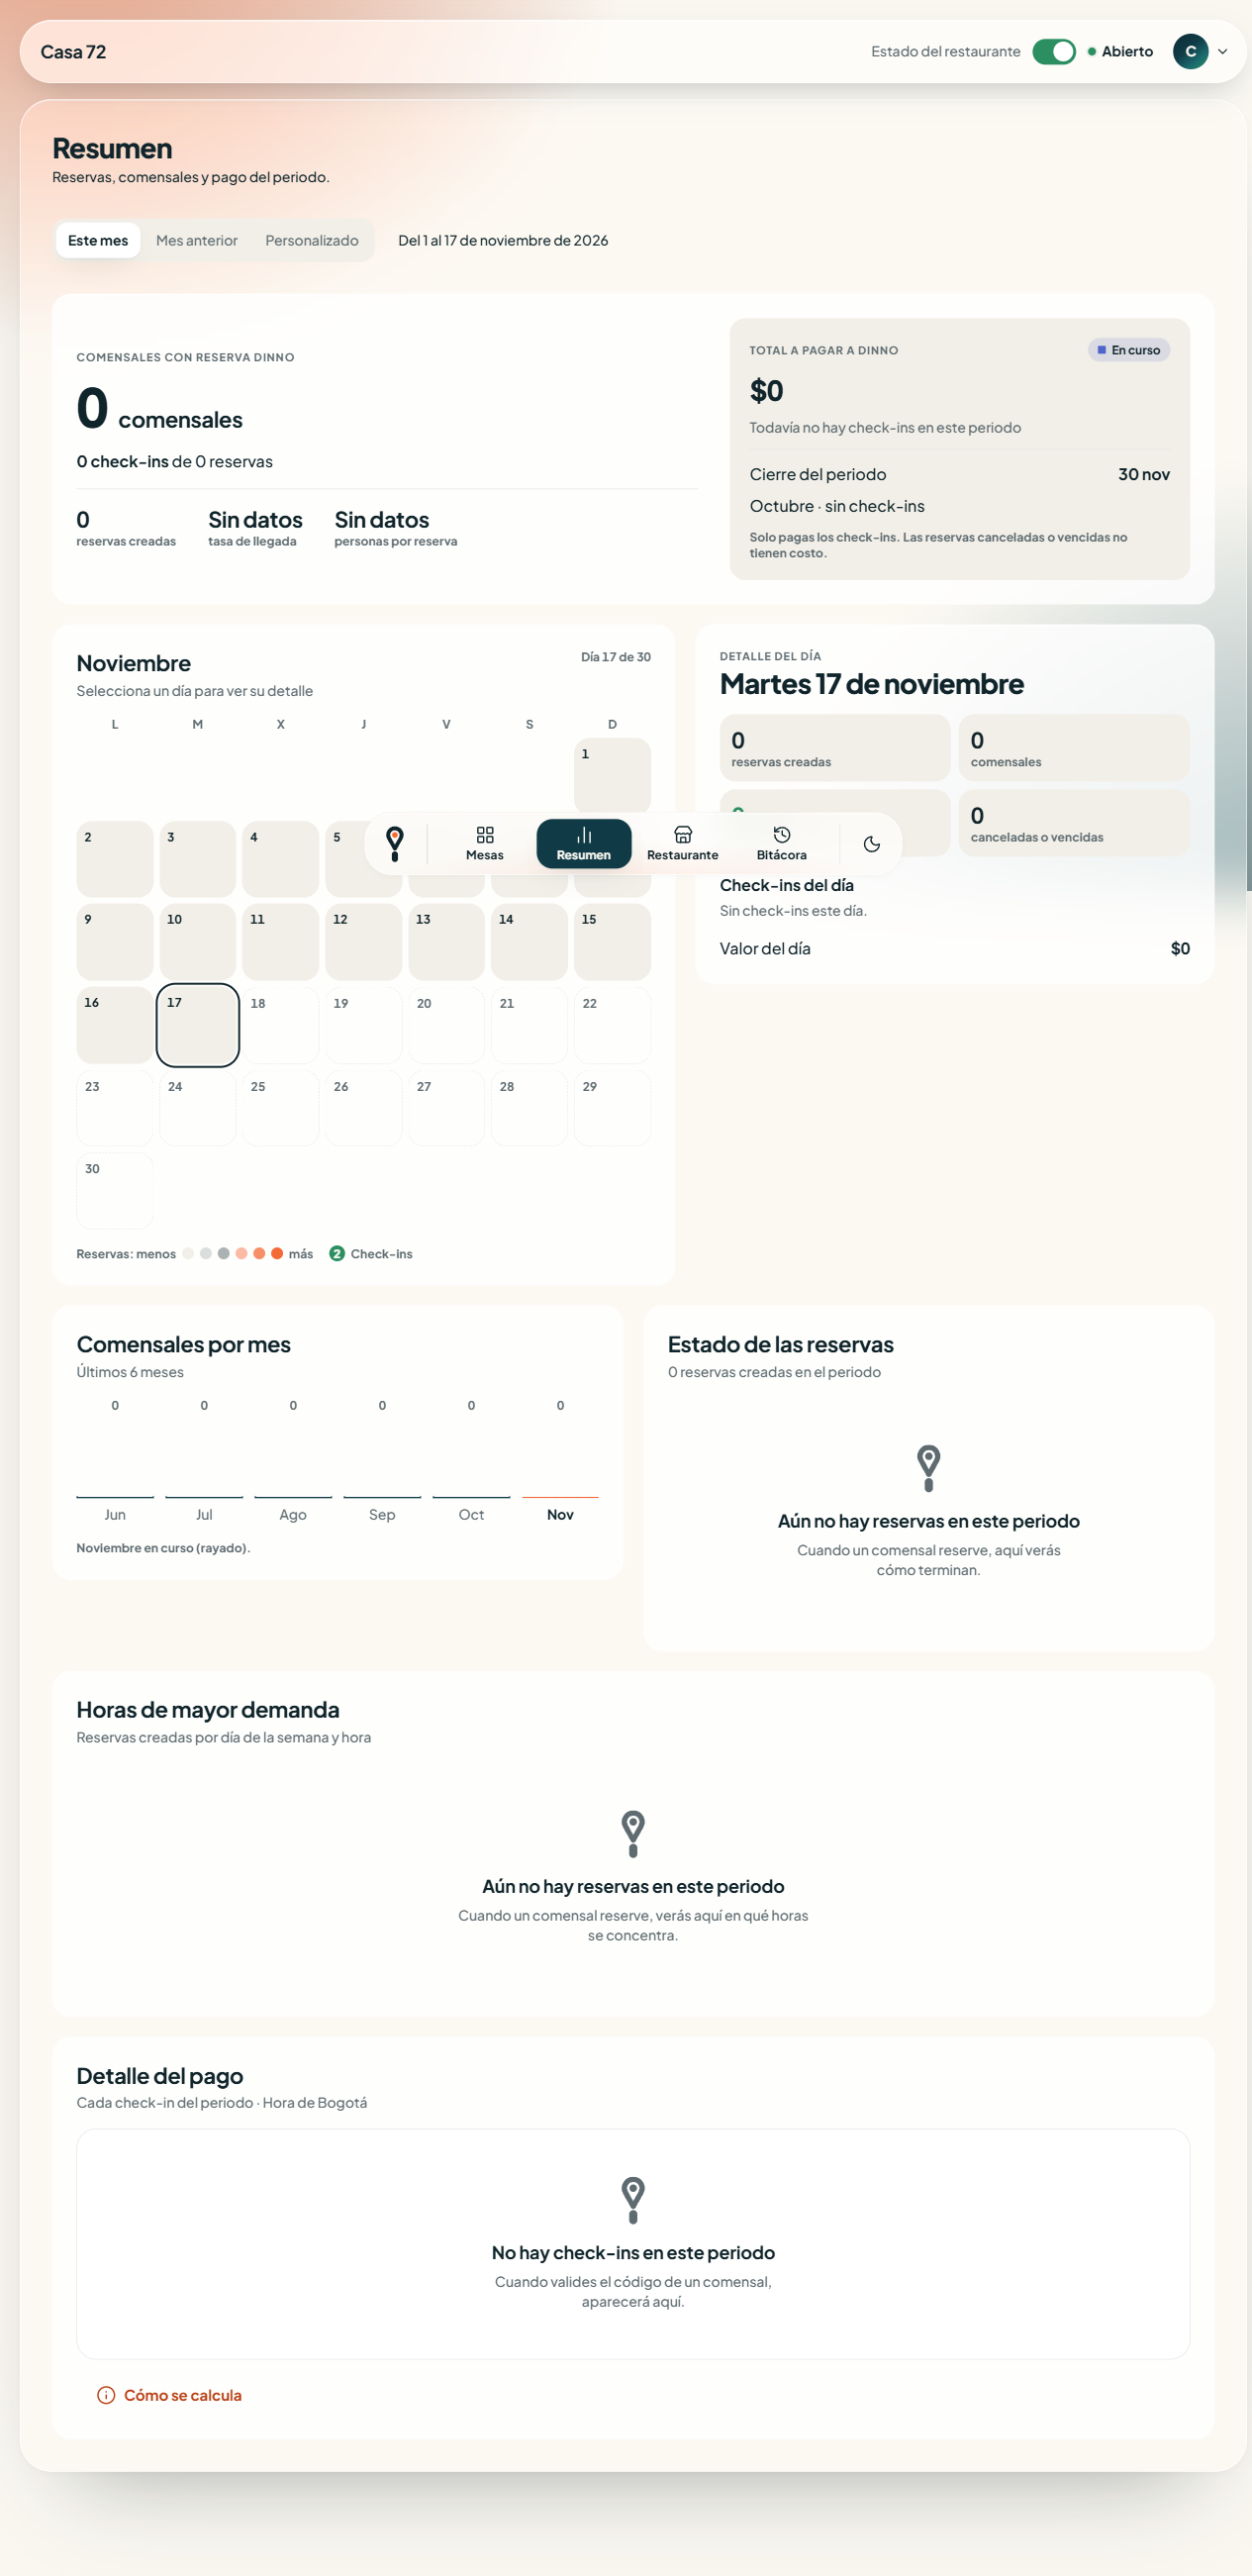 Casa 72
Estado del restaurante
Abierto
C
Resumen
Reservas, comensales y pago del periodo.
Este mes
Mes anterior
Personalizado
Del 1 al 17 de noviembre de 2026
COMENSALES CON RESERVA DINNO
0 comensales
0 check-ins de 0 reservas
0
reservas creadas
Sin datos
tasa de llegada
Sin datos
personas por reserva
TOTAL A PAGAR A DINNO
En curso
$0
Todavía no hay check-ins en este periodo
Cierre del periodo 30 nov
Octubre · sin check-ins
Solo pagas los check-ins. Las reservas canceladas o vencidas no
tienen costo.
Noviembre
Día 17 de 30
Selecciona un día para ver su detalle
L M X J V S D
1
2 3 4 5
9 10 11 12 13 14 15
16 17 18 19 20 21 22
23 24 25 26 27 28 29
30
Reservas: menos más 2 Check-ins
DETALLE DEL DÍA
Martes 17 de noviembre
0
reservas creadas
0
comensales
0
canceladas o vencidas
Check-ins del día
Sin check-ins este día.
Valor del día $0
Mesas
Resumen
Restaurante
Bitácora
Comensales por mes
Últimos 6 meses
0 0 0 0 0 0
Jun Jul Ago Sep Oct Nov
Noviembre en curso (rayado).
Estado de las reservas
0 reservas creadas en el periodo
Aún no hay reservas en este periodo
Cuando un comensal reserve, aquí verás
cómo terminan.
Horas de mayor demanda
Reservas creadas por día de la semana y hora
Aún no hay reservas en este periodo
Cuando un comensal reserve, verás aquí en qué horas
se concentra.
Detalle del pago
Cada check-in del periodo · Hora de Bogotá
No hay check-ins en este periodo
Cuando valides el código de un comensal,
aparecerá aquí.
Cómo se calcula